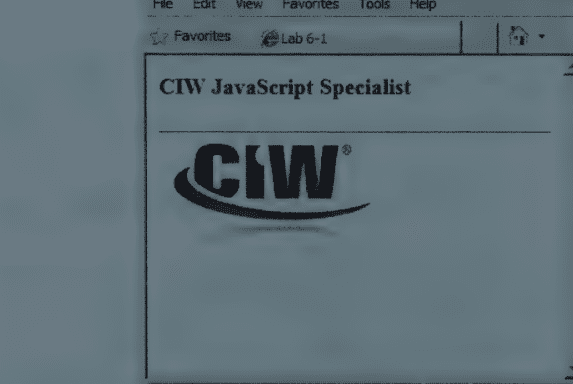 File Edit View Favorites Tools Help
Favorites Lab 6-1
CIW JavaScript Specialist
CIW®